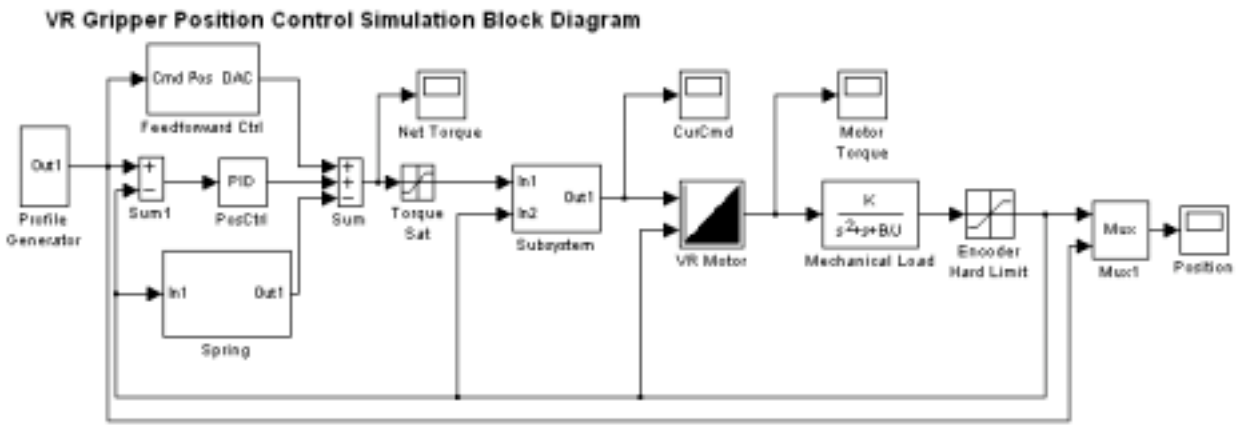 VR Gripper Position Control Simulation Block Diagram
Cmd Pos DAC
Feedforward Ctrl
Net Torque
CurCmd
Motor
Torque
Out1
Profile
Generator
+
−
Sum1
PID
PosCtrl
+
+
−
Sum
Torque
Sat
In1
In2
Out1
Subsystem
VR Motor
K
s²+s+B/J
Mechanical Load
Encoder
Hard Limit
Mux
Mux1
Position
In1 Out1
Spring